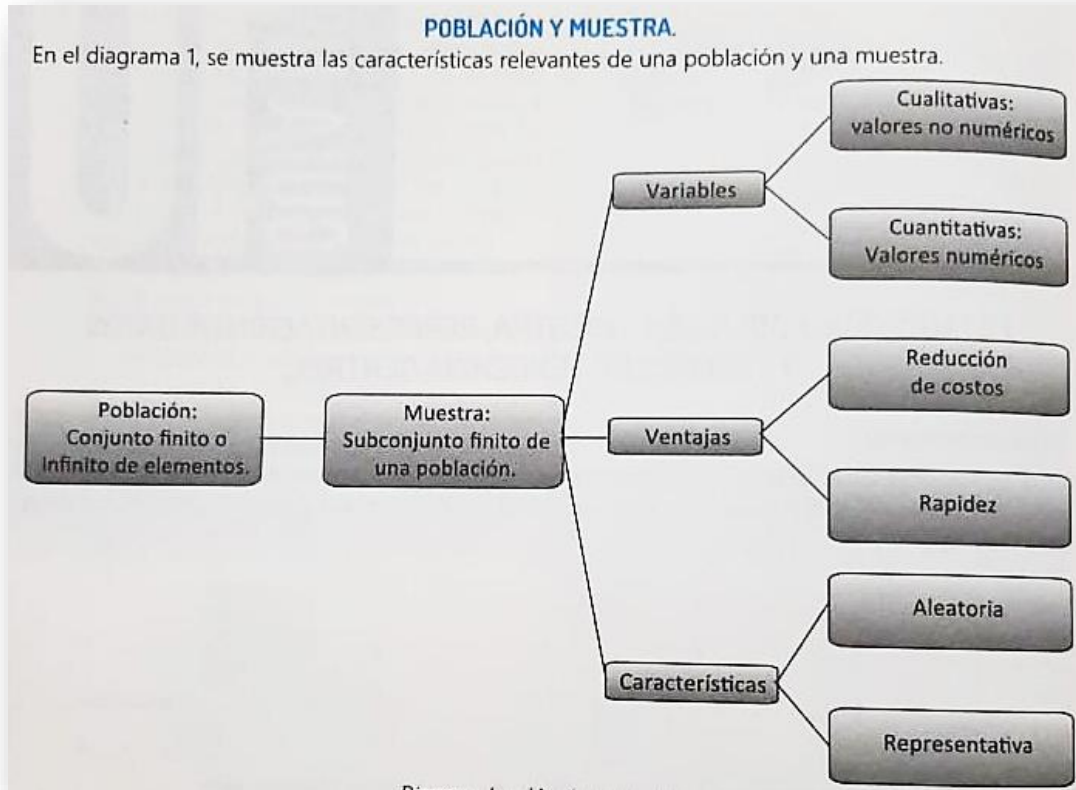 POBLACIÓN Y MUESTRA.
En el diagrama 1, se muestra las características relevantes de una población y una muestra.
Cualitativas:
valores no numéricos
Variables
Cuantitativas:
Valores numéricos
Reducción
de costos
Población:
Conjunto finito o
infinito de elementos.
Muestra:
Subconjunto finito de
una población.
Ventajas
Rapidez
Aleatoria
Características
Representativa